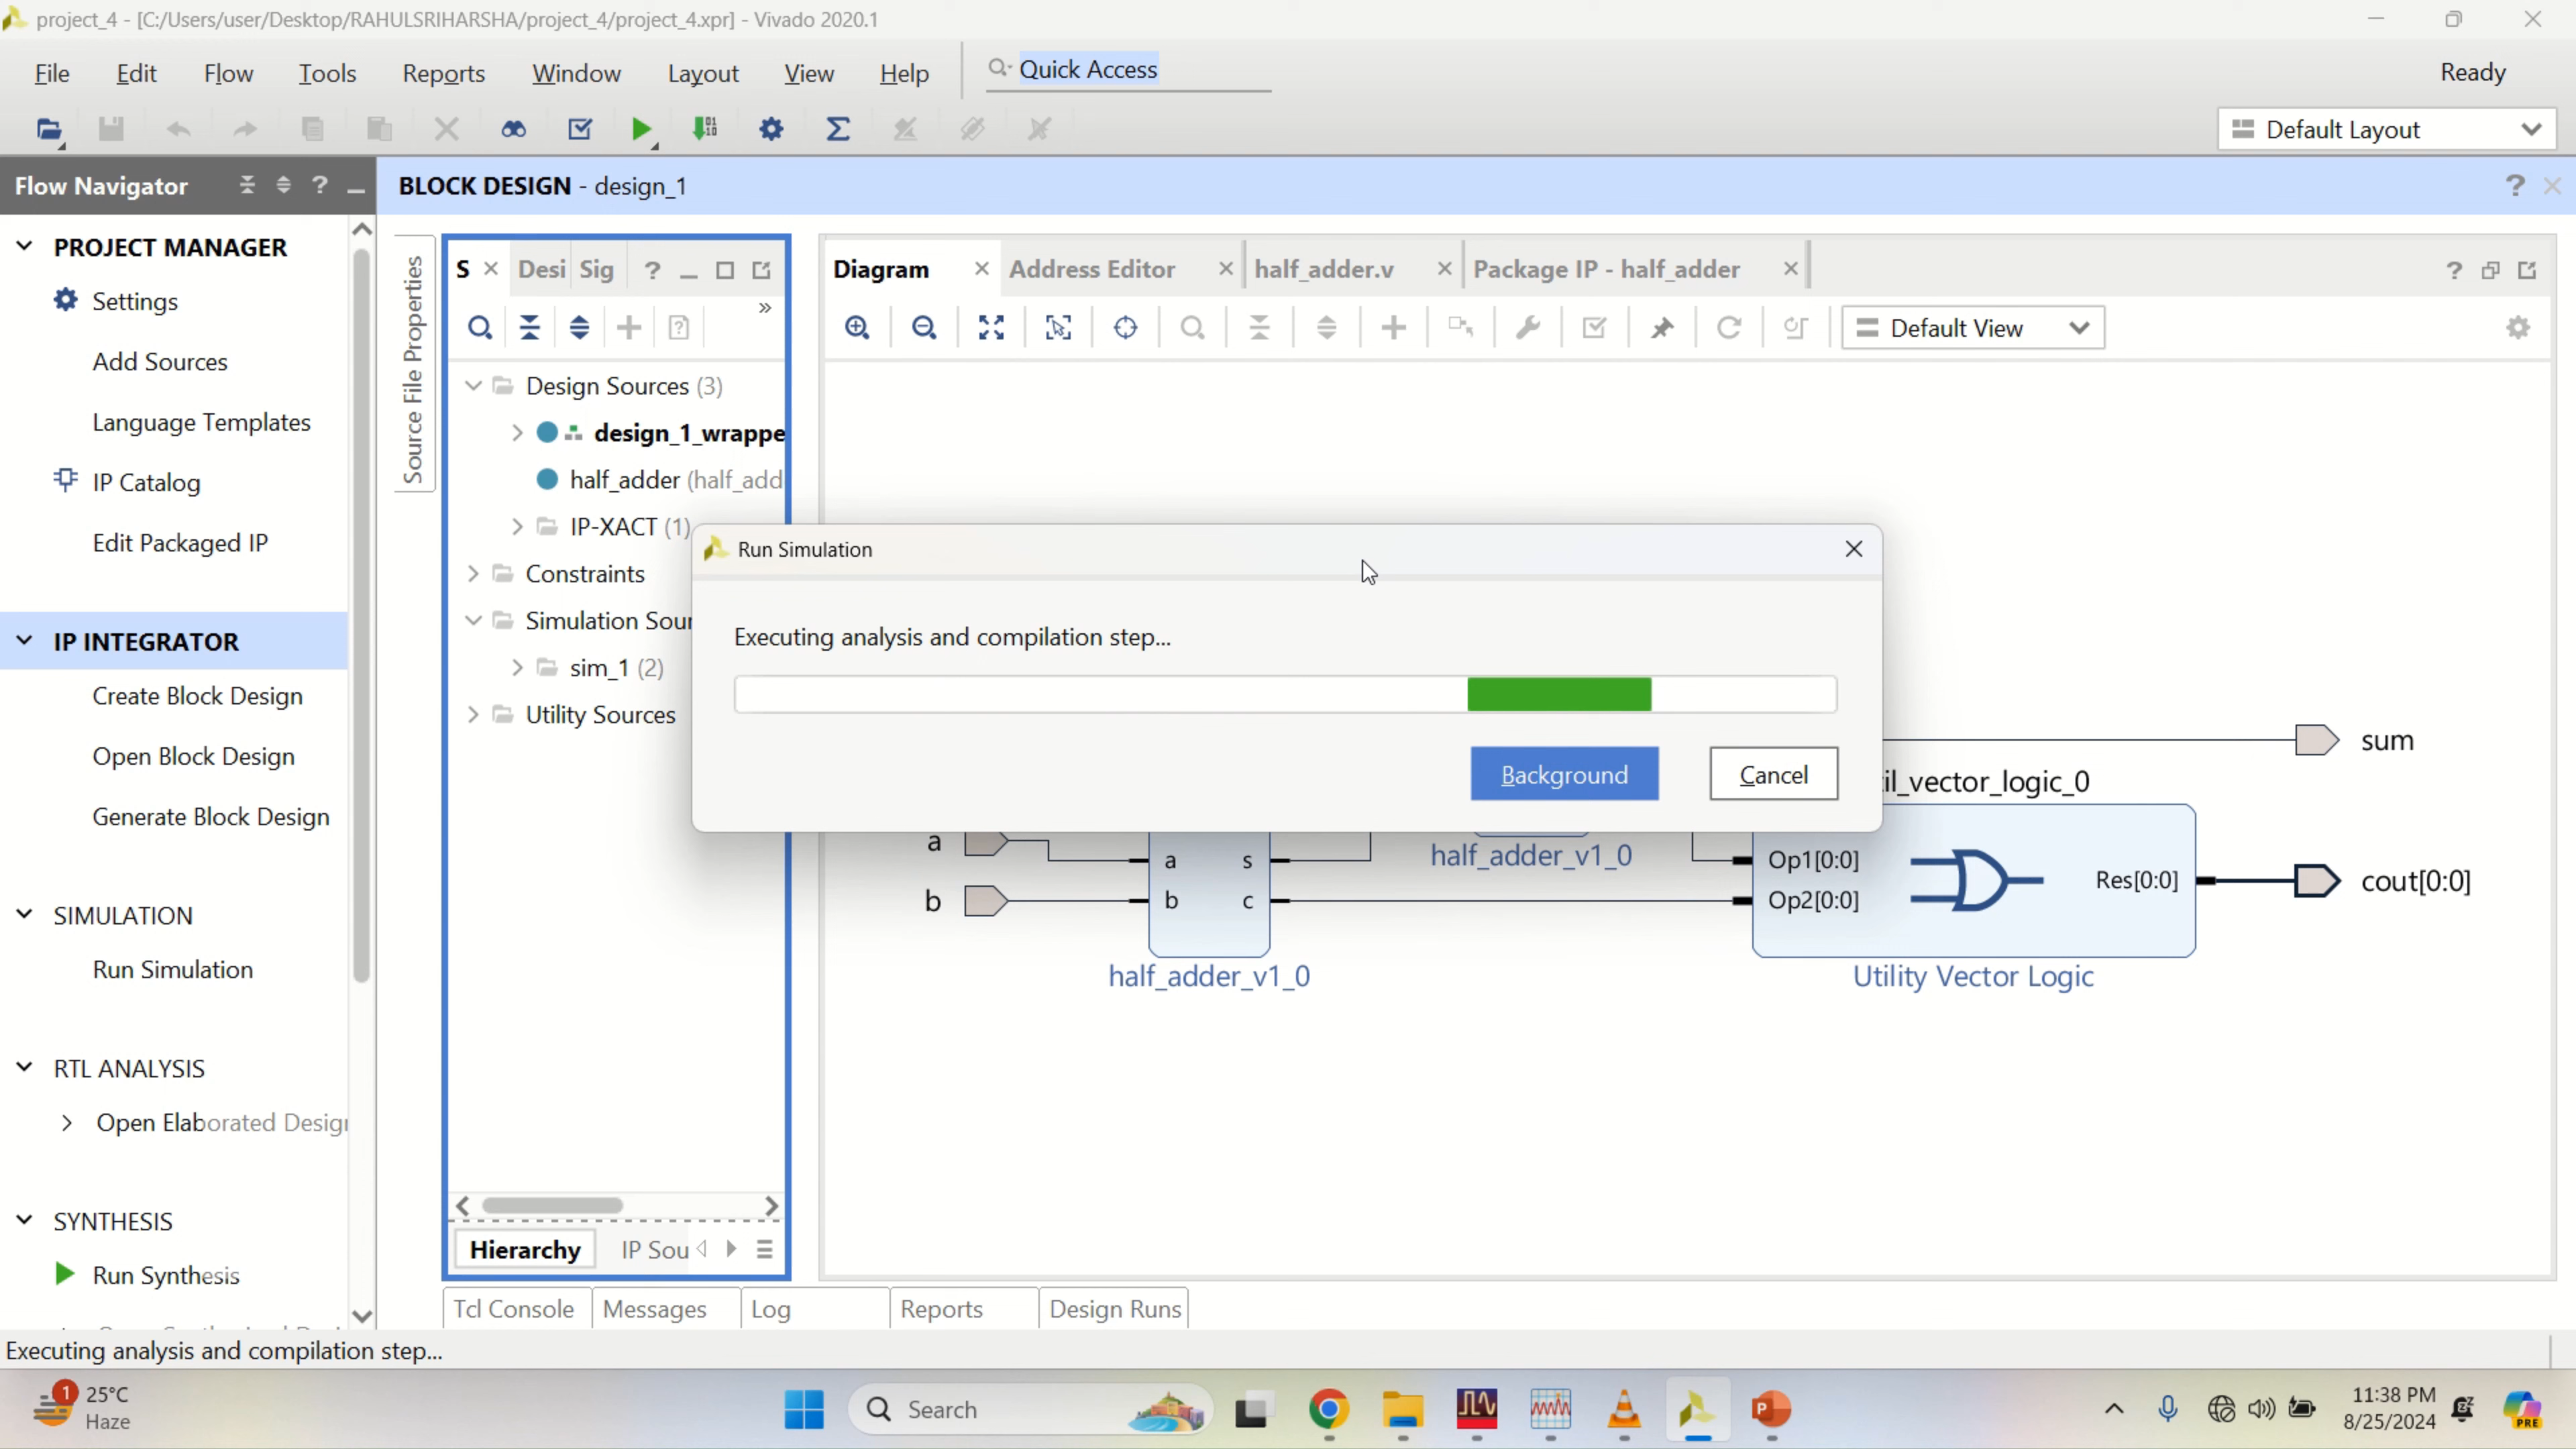 project_4 - [C:/Users/user/Desktop/RAHULSRIHARSHA/project_4/project_4.xpr] - Vivado 2020.1
File Edit Flow Tools Reports Window Layout View Help Quick Access Ready
Default Layout
Flow Navigator
BLOCK DESIGN - design_1
PROJECT MANAGER
Settings
Add Sources
Language Templates
IP Catalog
Edit Packaged IP
IP INTEGRATOR
Create Block Design
Open Block Design
Generate Block Design
SIMULATION
Run Simulation
RTL ANALYSIS
Open Elaborated Design
SYNTHESIS
Run Synthesis
Source File Properties
S Desi Sig
Design Sources (3)
design_1_wrappe
half_adder (half_add
IP-XACT (1)
Constraints
Simulation Sour
sim_1 (2)
Utility Sources
Hierarchy IP Sou
Diagram Address Editor half_adder.v Package IP - half_adder
Default View
Run Simulation
Executing analysis and compilation step...
Background Cancel
sum
il_vector_logic_0
a
b
a s
b c
half_adder_v1_0
half_adder_v1_0
Op1[0:0]
Op2[0:0]
Res[0:0]
cout[0:0]
Utility Vector Logic
Tcl Console Messages Log Reports Design Runs
Executing analysis and compilation step...
1
25°C
Haze
Search
11:38 PM
8/25/2024
PRE